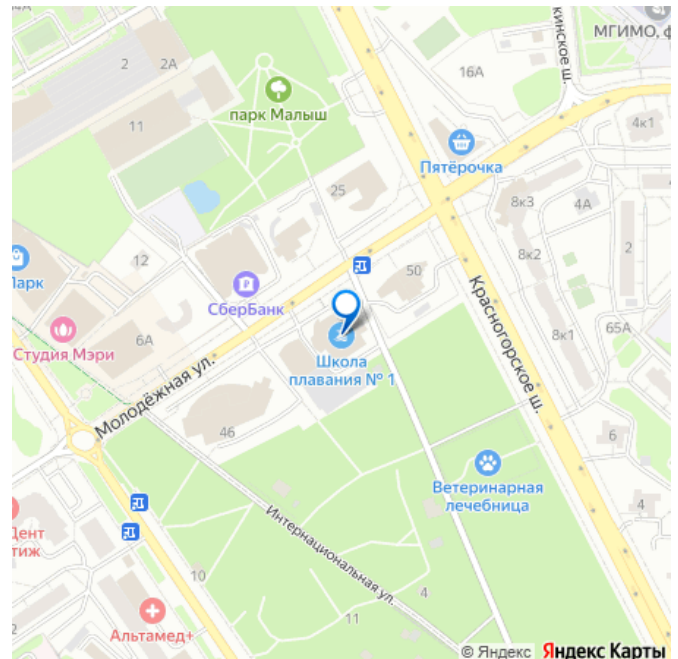 МГИМО, ф
кинское ш.
2
2А
16А
парк Малыш
11
4к1
Пятёрочка
25
8к3
4А
8к2
2
12
50
Парк
СберБанк
Красногорское ш.
6А
Студия Мэри
8к1
65А
Школа
плавания № 1
Молодёжная ул.
46
6
Ветеринарная
лечебница
4
Дент
тиж
Интернациональная ул.
10
4
11
Альтамед+
© Яндекс Яндекс Карты